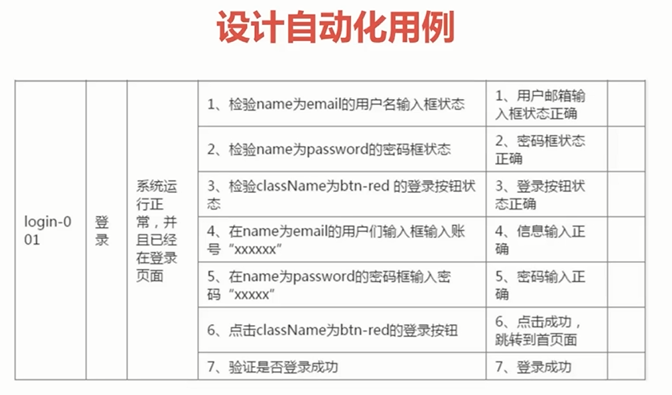 设计自动化用例
login-0
01
登
录
系统运
行正
常，并
且已经
在登录
页面
1、检验name为email的用户名输入框状态
1、用户邮箱输
入框状态正确
2、检验name为password的密码框状态
2、密码框状态
正确
3、检验className为btn-red 的登录按钮状
态
3、登录按钮状
态正确
4、在name为email的用户们输入框输入账
号“xxxxxx”
4、信息输入正
确
5、在name为password的密码框输入密
码“xxxxx”
5、密码输入正
确
6、点击className为btn-red的登录按钮
6、点击成功，
跳转到首页面
7、验证是否登录成功
7、登录成功